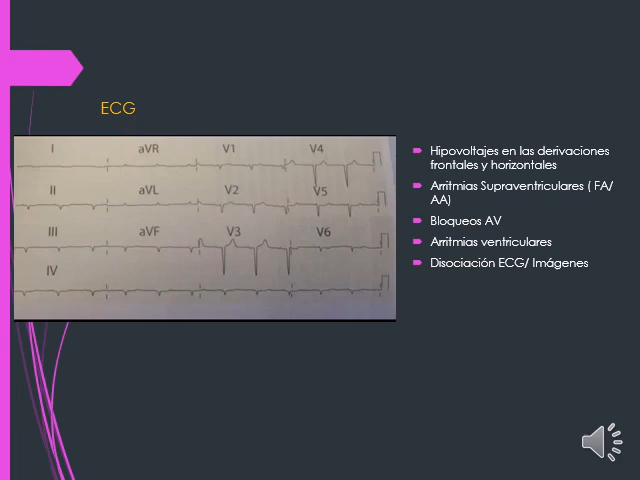 ECG
I aVR V1 V4
II aVL V2 V5
III aVF V3 V6
IV
Hipovoltajes en las derivaciones
frontales y horizontales
Arritmias Supraventriculares ( FA/
AA)
Bloqueos AV
Arritmias ventriculares
Disociación ECG/ Imágenes